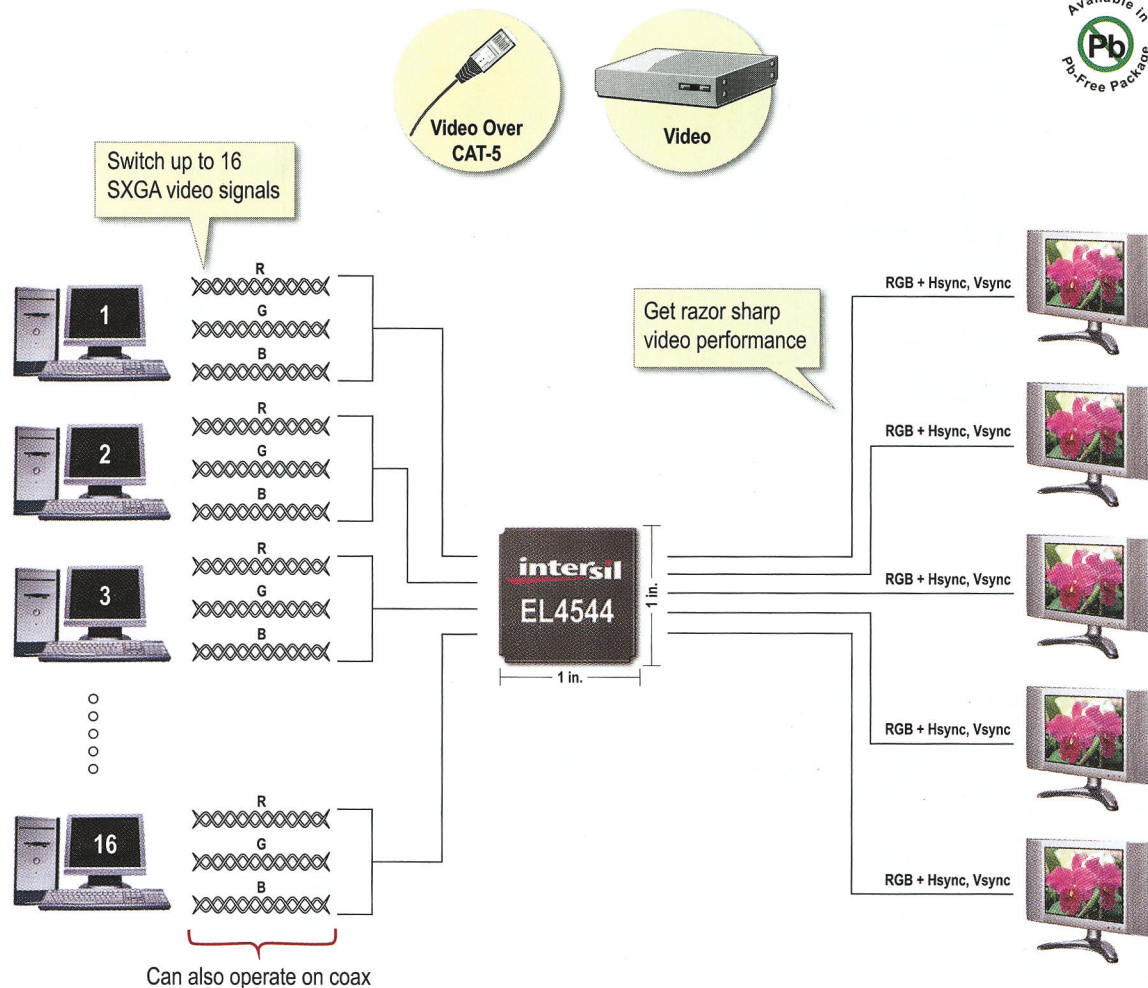 Available in
Pb
Pb-Free Package
Video Over
CAT-5
Video
Switch up to 16
SXGA video signals
1
R
G
B
2
R
G
B
3
R
G
B
16
R
G
B
Can also operate on coax
intersil
EL4544
1 in.
1 in.
Get razor sharp
video performance
RGB + Hsync, Vsync
RGB + Hsync, Vsync
RGB + Hsync, Vsync
RGB + Hsync, Vsync
RGB + Hsync, Vsync